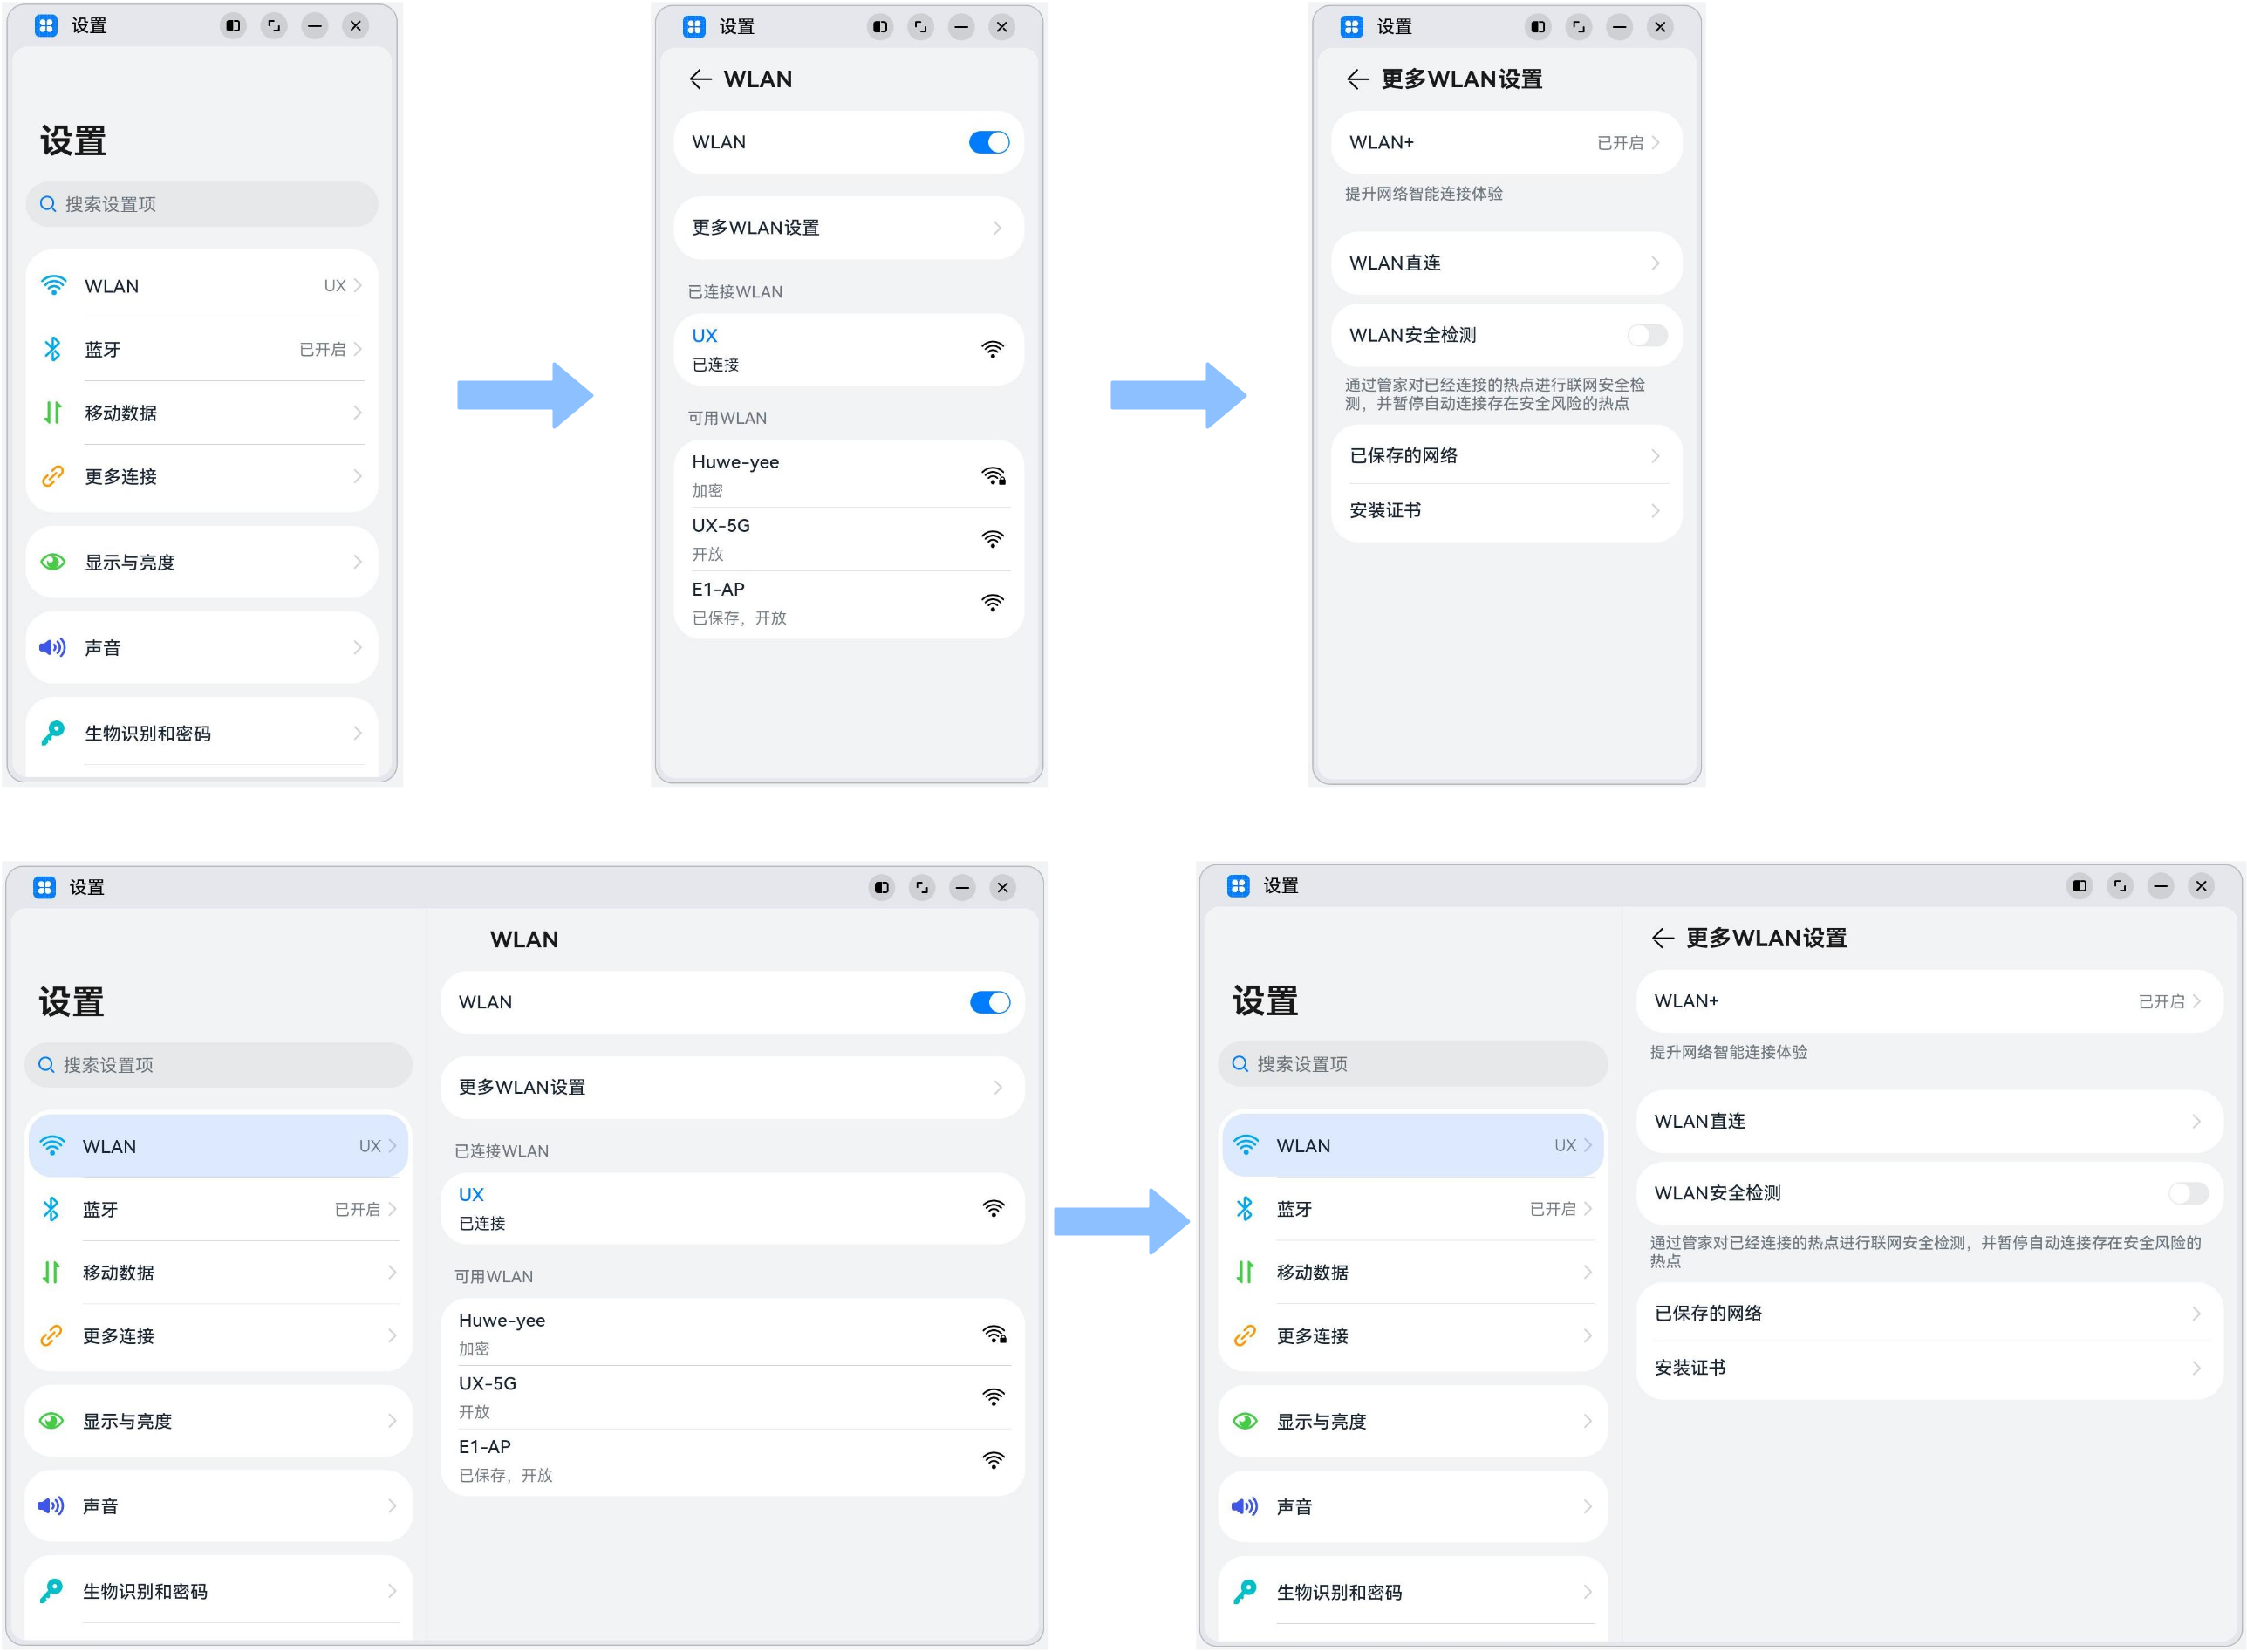 设置
设置
搜索设置项
WLAN UX
蓝牙 已开启
移动数据
更多连接
显示与亮度
声音
生物识别和密码
设置
WLAN
WLAN
更多WLAN设置
已连接WLAN
UX
已连接
可用WLAN
Huwe-yee
加密
UX-5G
开放
E1-AP
已保存，开放
设置
更多WLAN设置
WLAN+ 已开启
提升网络智能连接体验
WLAN直连
WLAN安全检测
通过管家对已经连接的热点进行联网安全检
测，并暂停自动连接存在安全风险的热点
已保存的网络
安装证书
设置
设置
搜索设置项
WLAN UX
蓝牙 已开启
移动数据
更多连接
显示与亮度
声音
生物识别和密码
WLAN
WLAN
更多WLAN设置
已连接WLAN
UX
已连接
可用WLAN
Huwe-yee
加密
UX-5G
开放
E1-AP
已保存，开放
设置
设置
搜索设置项
WLAN UX
蓝牙 已开启
移动数据
更多连接
显示与亮度
声音
生物识别和密码
更多WLAN设置
WLAN+ 已开启
提升网络智能连接体验
WLAN直连
WLAN安全检测
通过管家对已经连接的热点进行联网安全检测，并暂停自动连接存在安全风险的
热点
已保存的网络
安装证书